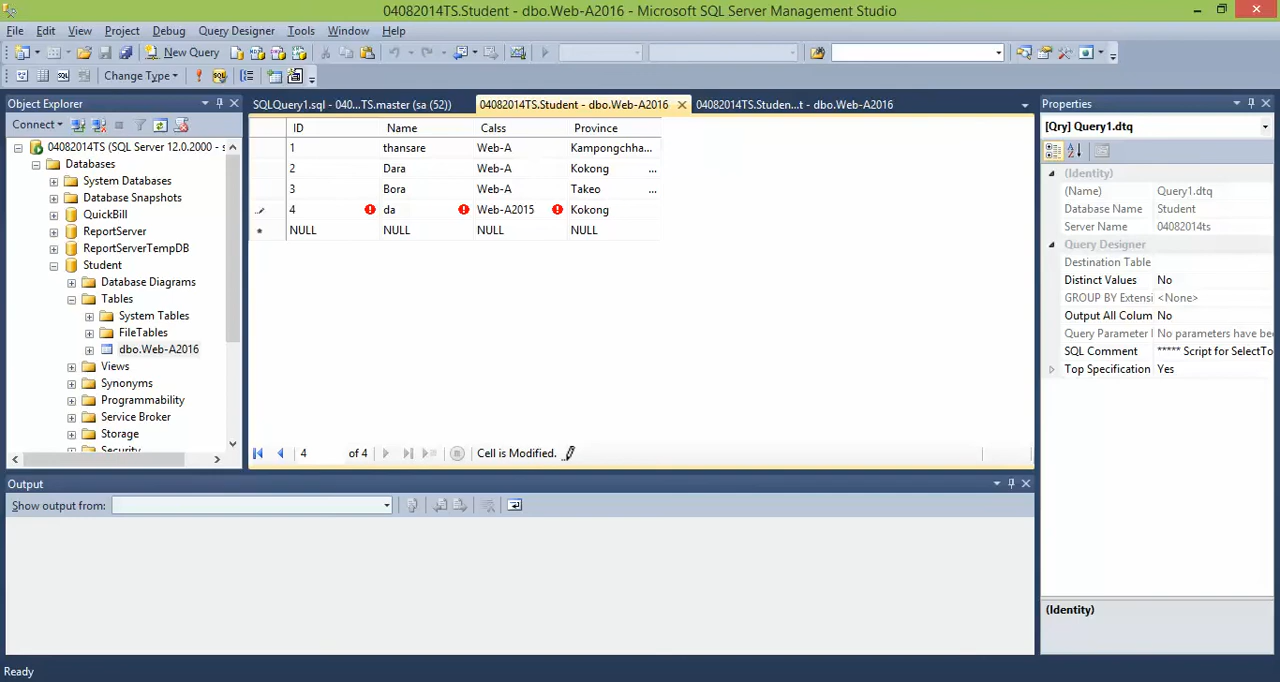 04082014TS.Student - dbo.Web-A2016 - Microsoft SQL Server Management Studio
File Edit View Project Debug Query Designer Tools Window Help
New Query
Change Type
Object Explorer
Connect
04082014TS (SQL Server 12.0.2000 - s
Databases
System Databases
Database Snapshots
QuickBill
ReportServer
ReportServerTempDB
Student
Database Diagrams
Tables
System Tables
FileTables
dbo.Web-A2016
Views
Synonyms
Programmability
Service Broker
Storage
Security
SQLQuery1.sql - 040...TS.master (sa (52)) 04082014TS.Student - dbo.Web-A2016 04082014TS.Studen...t - dbo.Web-A2016
ID Name Calss Province
1 thansare Web-A Kampongchha...
2 Dara Web-A Kokong ...
3 Bora Web-A Takeo ...
4 da Web-A2015 Kokong
NULL NULL NULL NULL
4 of 4 Cell is Modified.
Properties
[Qry] Query1.dtq
(Identity)
(Name) Query1.dtq
Database Name Student
Server Name 04082014ts
Query Designer
Destination Table
Distinct Values No
GROUP BY Extensi <None>
Output All Colum No
Query Parameter l No parameters have bee
SQL Comment ***** Script for SelectTo
Top Specification Yes
(Identity)
Output
Show output from:
Ready